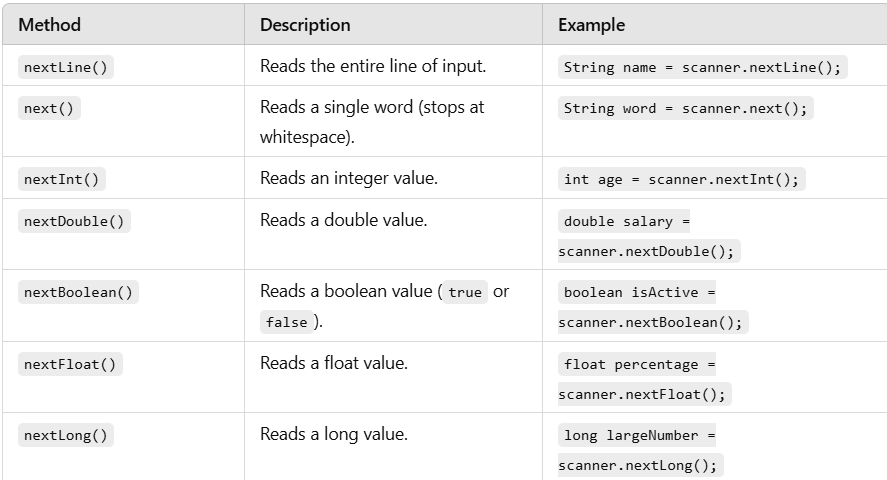 Method Description Example
nextLine() Reads the entire line of input. String name = scanner.nextLine();
next() Reads a single word (stops at String word = scanner.next();
whitespace).
nextInt() Reads an integer value. int age = scanner.nextInt();
nextDouble() Reads a double value. double salary =
scanner.nextDouble();
nextBoolean() Reads a boolean value ( true or boolean isActive =
false ). scanner.nextBoolean();
nextFloat() Reads a float value. float percentage =
scanner.nextFloat();
nextLong() Reads a long value. long largeNumber =
scanner.nextLong();